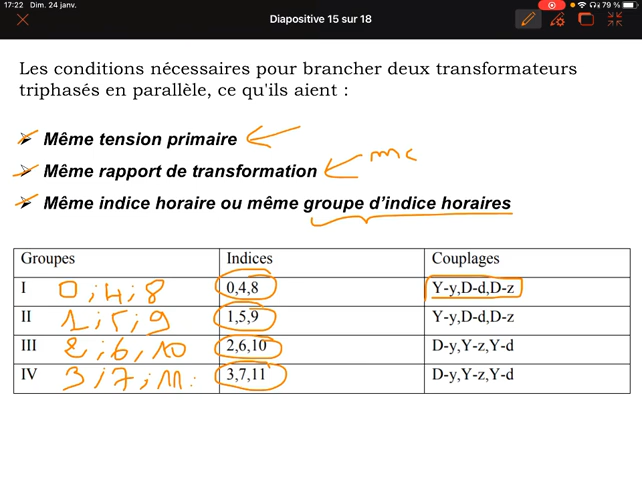 17:22 Dim. 24 janv.
79 %
Diapositive 15 sur 18
Les conditions nécessaires pour brancher deux transformateurs
triphasés en parallèle, ce qu'ils aient :
Même tension primaire
Même rapport de transformation
mc
Même indice horaire ou même groupe d'indice horaires
Groupes Indices Couplages
I 0;4;8 0,4,8 Y-y,D-d,D-z
II 1;5;9 1,5,9 Y-y,D-d,D-z
III 2;6,10 2,6,10 D-y,Y-z,Y-d
IV 3;7;11. 3,7,11 D-y,Y-z,Y-d